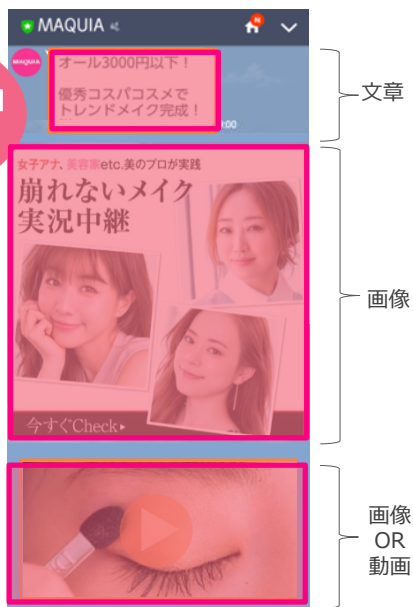 MAQUIA
N
MAQUIA
オール3000円以下！
優秀コスパコスメで
トレンドメイク完成！
:00
文章
女子アナ、美容家etc.美のプロが実践
崩れないメイク
実況中継
今すぐCheck
画像
画像
OR
動画